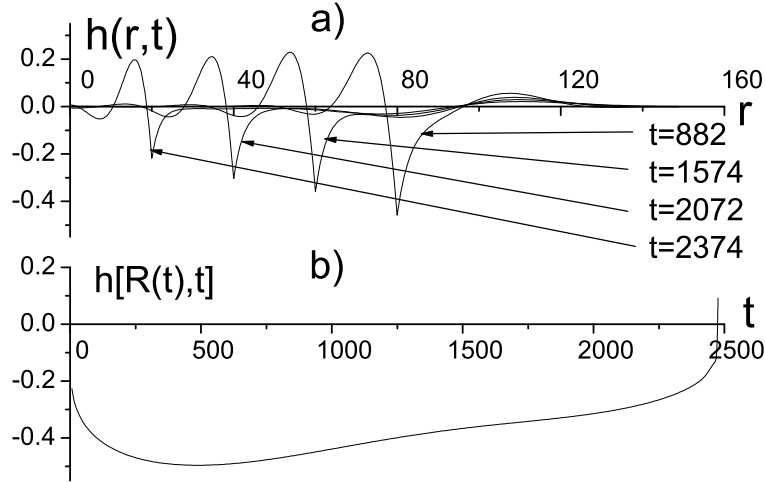 h(r,t) a)
0.2
0 40 80 120 160
0.0 r
-0.2
-0.4
t=882
t=1574
t=2072
t=2374
b)
0.2
h[R(t),t]
0.0 t
0 500 1000 1500 2000 2500
-0.2
-0.4